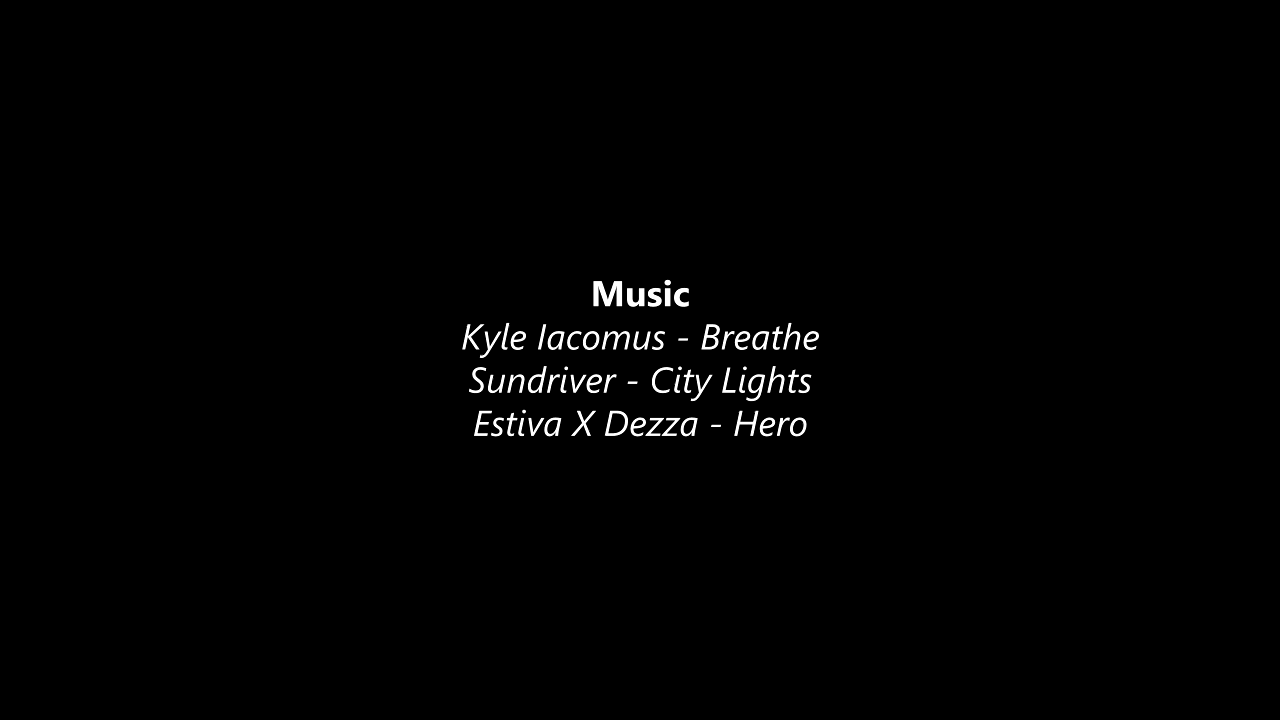 Music
Kyle Iacomus - Breathe
Sundriver - City Lights
Estiva X Dezza - Hero